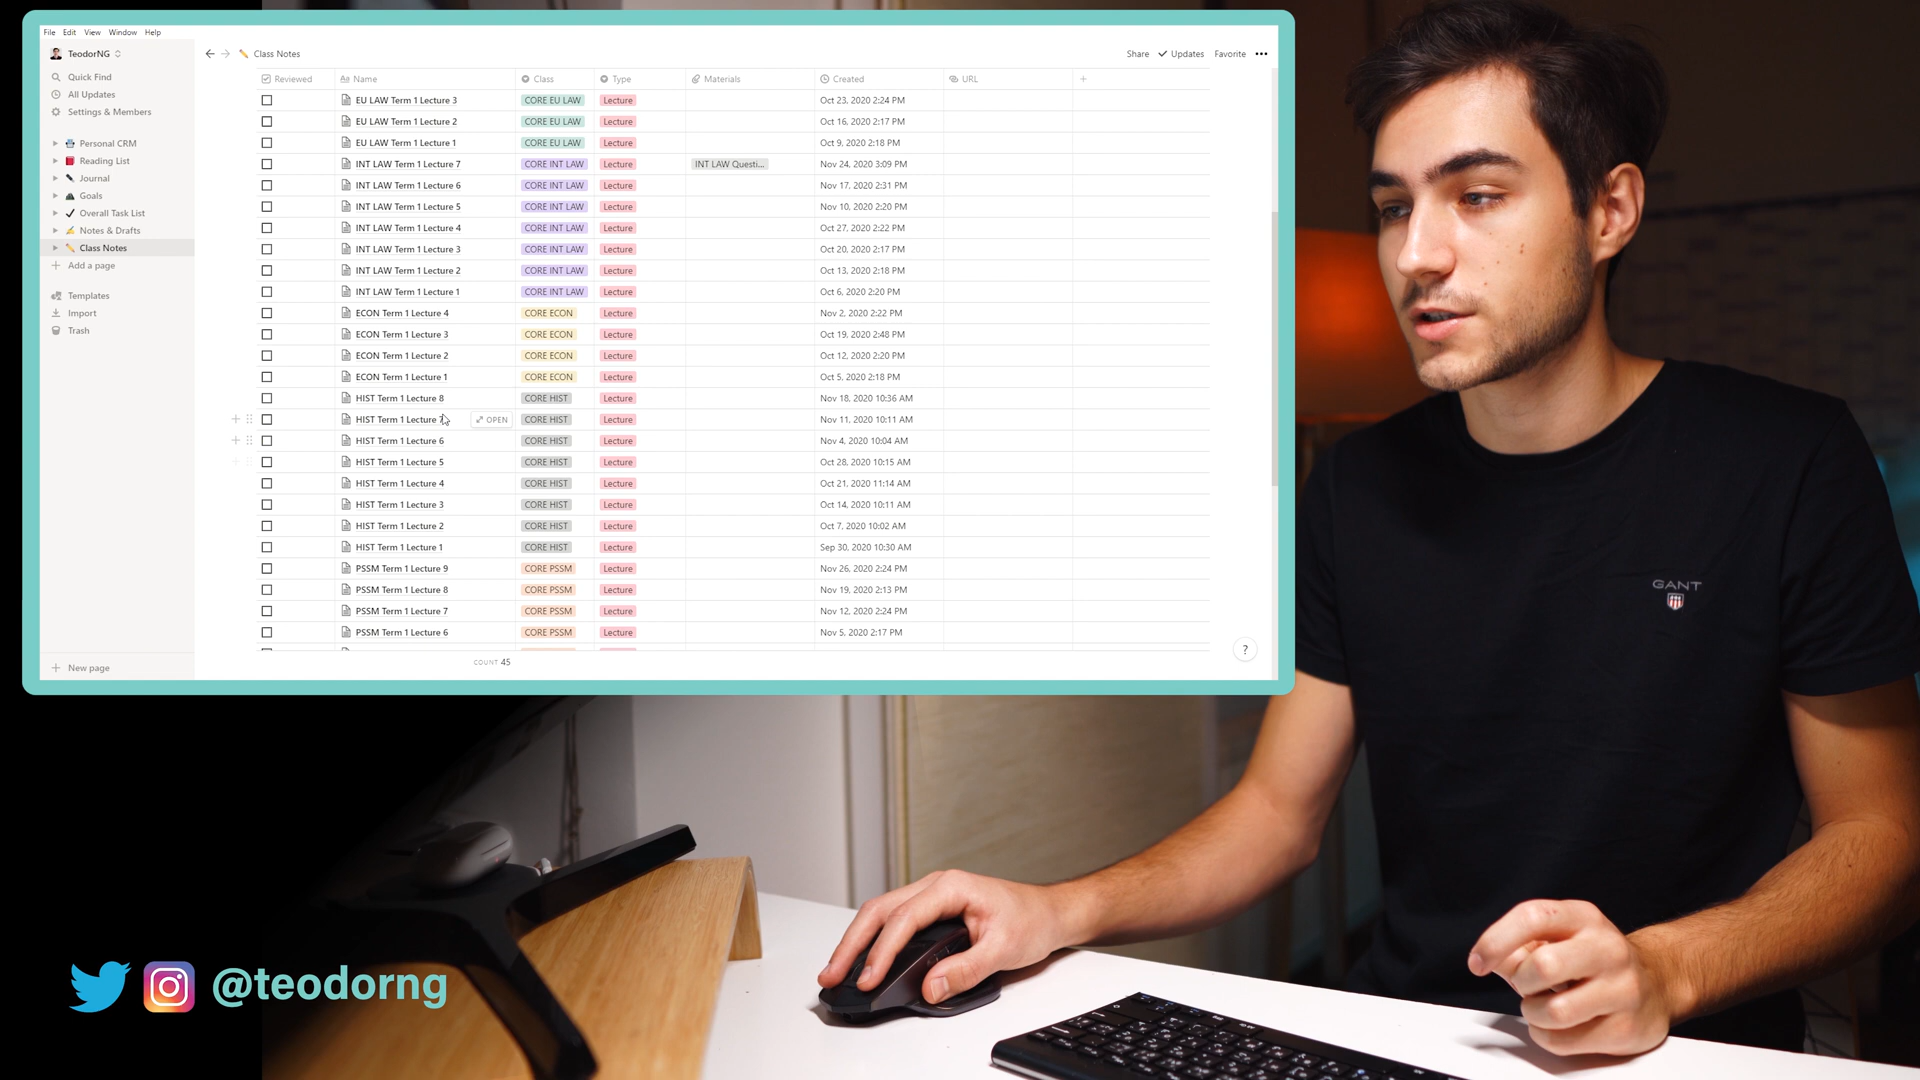 File Edit View Window Help
TeodorNG
Quick Find
All Updates
Settings & Members
Personal CRM
Reading List
Journal
Goals
Overall Task List
Notes & Drafts
Class Notes
Add a page
Templates
Import
Trash
New page
Class Notes Share Updates Favorite
Reviewed Aa Name Class Type Materials Created URL
EU LAW Term 1 Lecture 3 CORE EU LAW Lecture Oct 23, 2020 2:24 PM
EU LAW Term 1 Lecture 2 CORE EU LAW Lecture Oct 16, 2020 2:17 PM
EU LAW Term 1 Lecture 1 CORE EU LAW Lecture Oct 9, 2020 2:18 PM
INT LAW Term 1 Lecture 7 CORE INT LAW Lecture INT LAW Questi... Nov 24, 2020 3:09 PM
INT LAW Term 1 Lecture 6 CORE INT LAW Lecture Nov 17, 2020 2:31 PM
INT LAW Term 1 Lecture 5 CORE INT LAW Lecture Nov 10, 2020 2:20 PM
INT LAW Term 1 Lecture 4 CORE INT LAW Lecture Oct 27, 2020 2:22 PM
INT LAW Term 1 Lecture 3 CORE INT LAW Lecture Oct 20, 2020 2:17 PM
INT LAW Term 1 Lecture 2 CORE INT LAW Lecture Oct 13, 2020 2:18 PM
INT LAW Term 1 Lecture 1 CORE INT LAW Lecture Oct 6, 2020 2:20 PM
ECON Term 1 Lecture 4 CORE ECON Lecture Nov 2, 2020 2:22 PM
ECON Term 1 Lecture 3 CORE ECON Lecture Oct 19, 2020 2:48 PM
ECON Term 1 Lecture 2 CORE ECON Lecture Oct 12, 2020 2:20 PM
ECON Term 1 Lecture 1 CORE ECON Lecture Oct 5, 2020 2:18 PM
HIST Term 1 Lecture 8 CORE HIST Lecture Nov 18, 2020 10:36 AM
HIST Term 1 Lecture 7 OPEN CORE HIST Lecture Nov 11, 2020 10:11 AM
HIST Term 1 Lecture 6 CORE HIST Lecture Nov 4, 2020 10:04 AM
HIST Term 1 Lecture 5 CORE HIST Lecture Oct 28, 2020 10:15 AM
HIST Term 1 Lecture 4 CORE HIST Lecture Oct 21, 2020 11:14 AM
HIST Term 1 Lecture 3 CORE HIST Lecture Oct 14, 2020 10:11 AM
HIST Term 1 Lecture 2 CORE HIST Lecture Oct 7, 2020 10:02 AM
HIST Term 1 Lecture 1 CORE HIST Lecture Sep 30, 2020 10:30 AM
PSSM Term 1 Lecture 9 CORE PSSM Lecture Nov 26, 2020 2:24 PM
PSSM Term 1 Lecture 8 CORE PSSM Lecture Nov 19, 2020 2:13 PM
PSSM Term 1 Lecture 7 CORE PSSM Lecture Nov 12, 2020 2:24 PM
PSSM Term 1 Lecture 6 CORE PSSM Lecture Nov 5, 2020 2:17 PM
COUNT 45
?
GANT
@teodorng